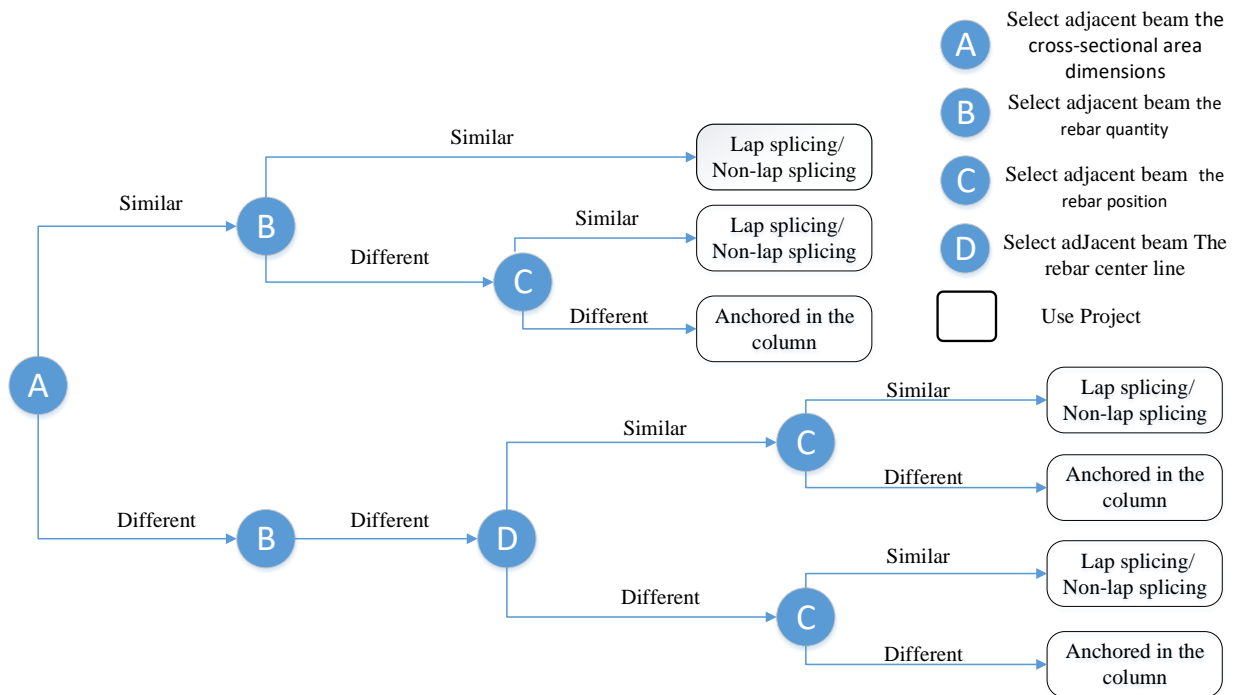 A
Select adjacent beam the
cross-sectional area
dimensions
B
Select adjacent beam the
rebar quantity
C
Select adjacent beam the
rebar position
D
Select adJacent beam The
rebar center line
Use Project
Similar
Lap splicing/
Non-lap splicing
Similar
B
Similar
Lap splicing/
Non-lap splicing
Different
C
Different
Anchored in the
column
A
Similar
Lap splicing/
Non-lap splicing
Similar
C
Different
Anchored in the
column
Different
B
Different
D
Similar
Lap splicing/
Non-lap splicing
Different
C
Different
Anchored in the
column